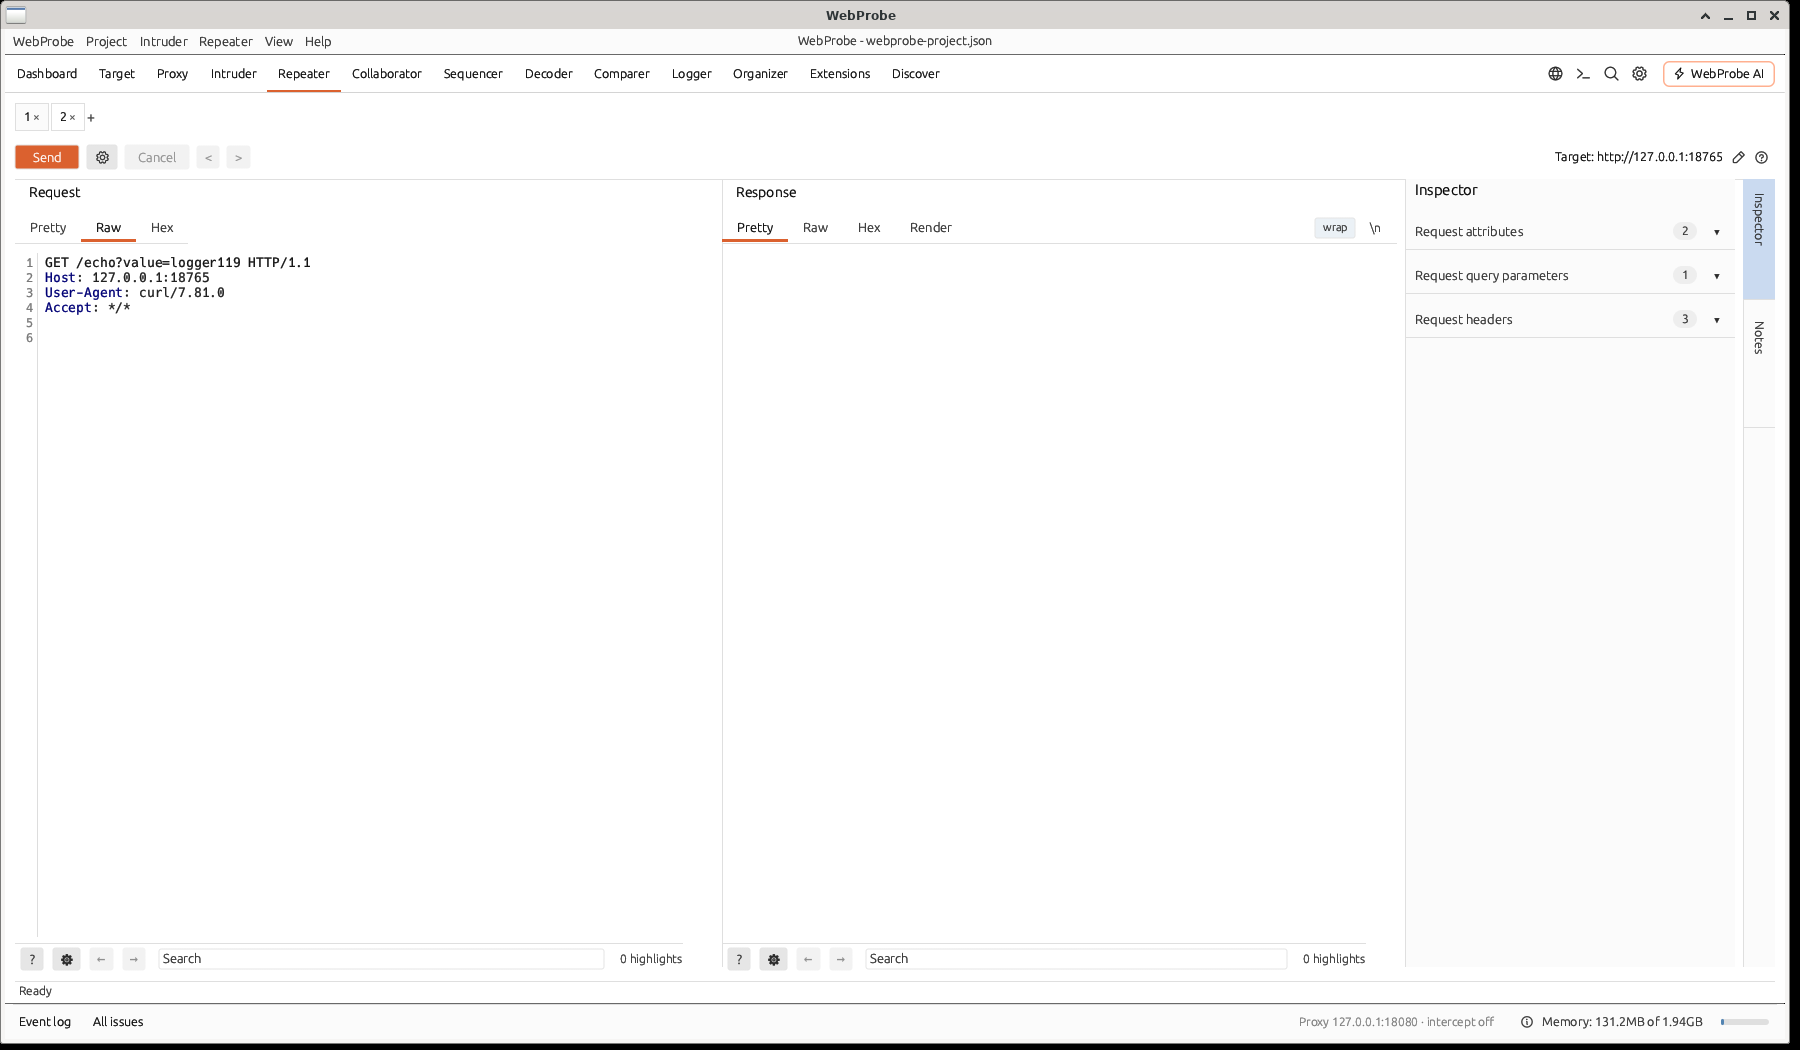 WebProbe
WebProbe Project Intruder Repeater View Help
WebProbe - webprobe-project.json
Dashboard Target Proxy Intruder Repeater Collaborator Sequencer Decoder Comparer Logger Organizer Extensions Discover
WebProbe AI
1 × 2 × +
Send Cancel < >
Target: http://127.0.0.1:18765
Request
Pretty Raw Hex
1 GET /echo?value=logger119 HTTP/1.1
2 Host: 127.0.0.1:18765
3 User-Agent: curl/7.81.0
4 Accept: */*
5
6
? ← → Search 0 highlights
Response
Pretty Raw Hex Render
wrap \n
? ← → Search 0 highlights
Inspector
Request attributes 2
Request query parameters 1
Request headers 3
Inspector
Notes
Ready
Event log All issues
Proxy 127.0.0.1:18080 · intercept off
Memory: 131.2MB of 1.94GB